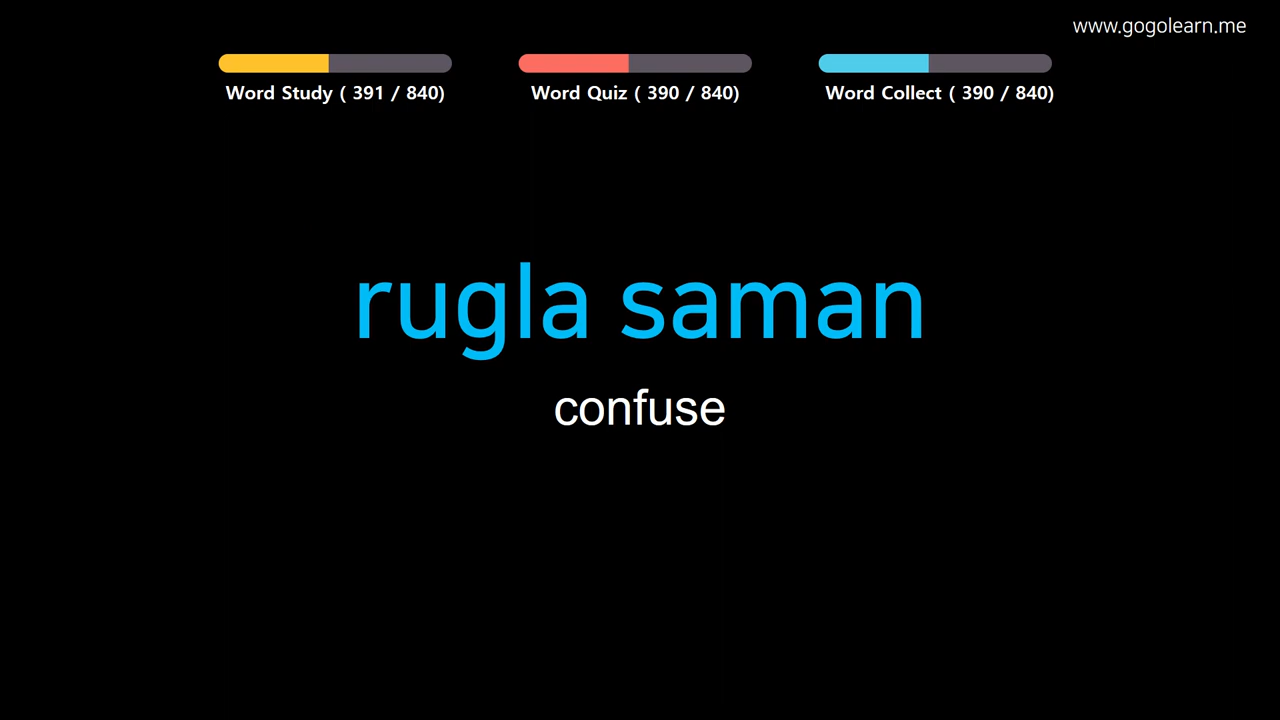 www.gogolearn.me
Word Study ( 391 / 840)
Word Quiz ( 390 / 840)
Word Collect ( 390 / 840)
rugla saman
confuse